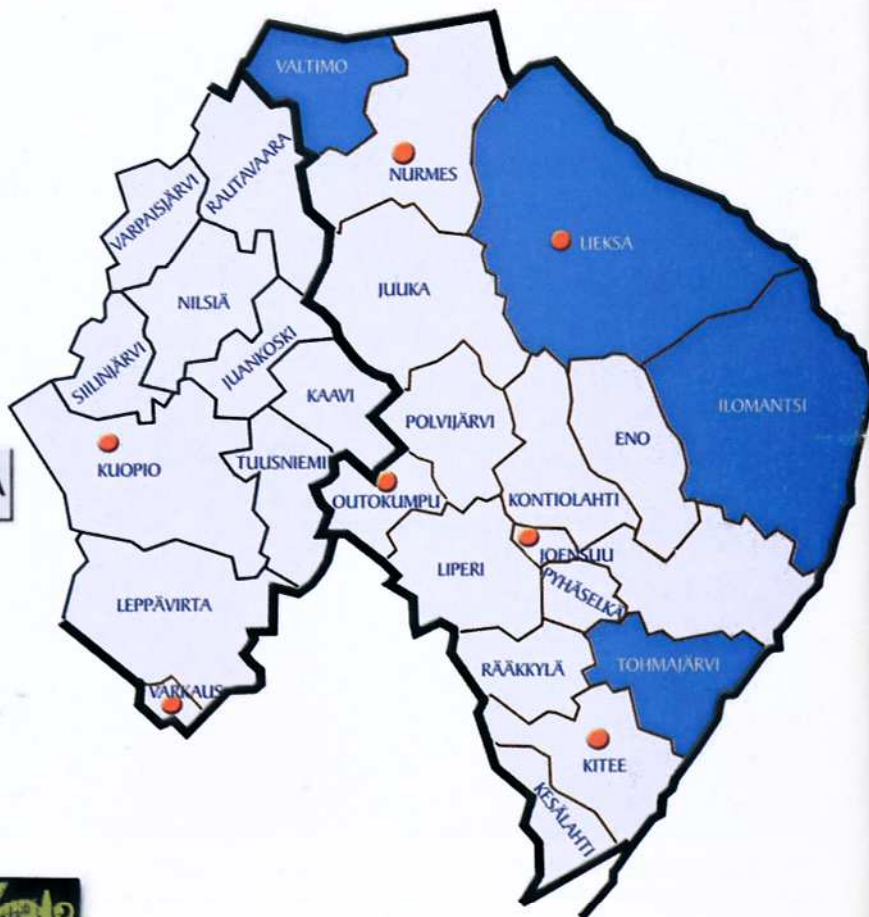 VALTIMO
NURMES
RAUTAVAARA
VARPAISJÄRVI
LIEKSA
JUUKA
NILSIÄ
JUANKOSKI
SIILINJÄRVI
KAAVI
ILOMANTSI
POLVIJÄRVI
ENO
KUOPIO
TUUSNIEMI
OUTOKUMPU
KONTIOLAHTI
JOENSUU
LIPERI
PYHÄSELKÄ
LEPPÄVIRTA
RÄÄKKYLÄ
TOHMAJÄRVI
VARKAUS
KITEE
KESÄLAHTI